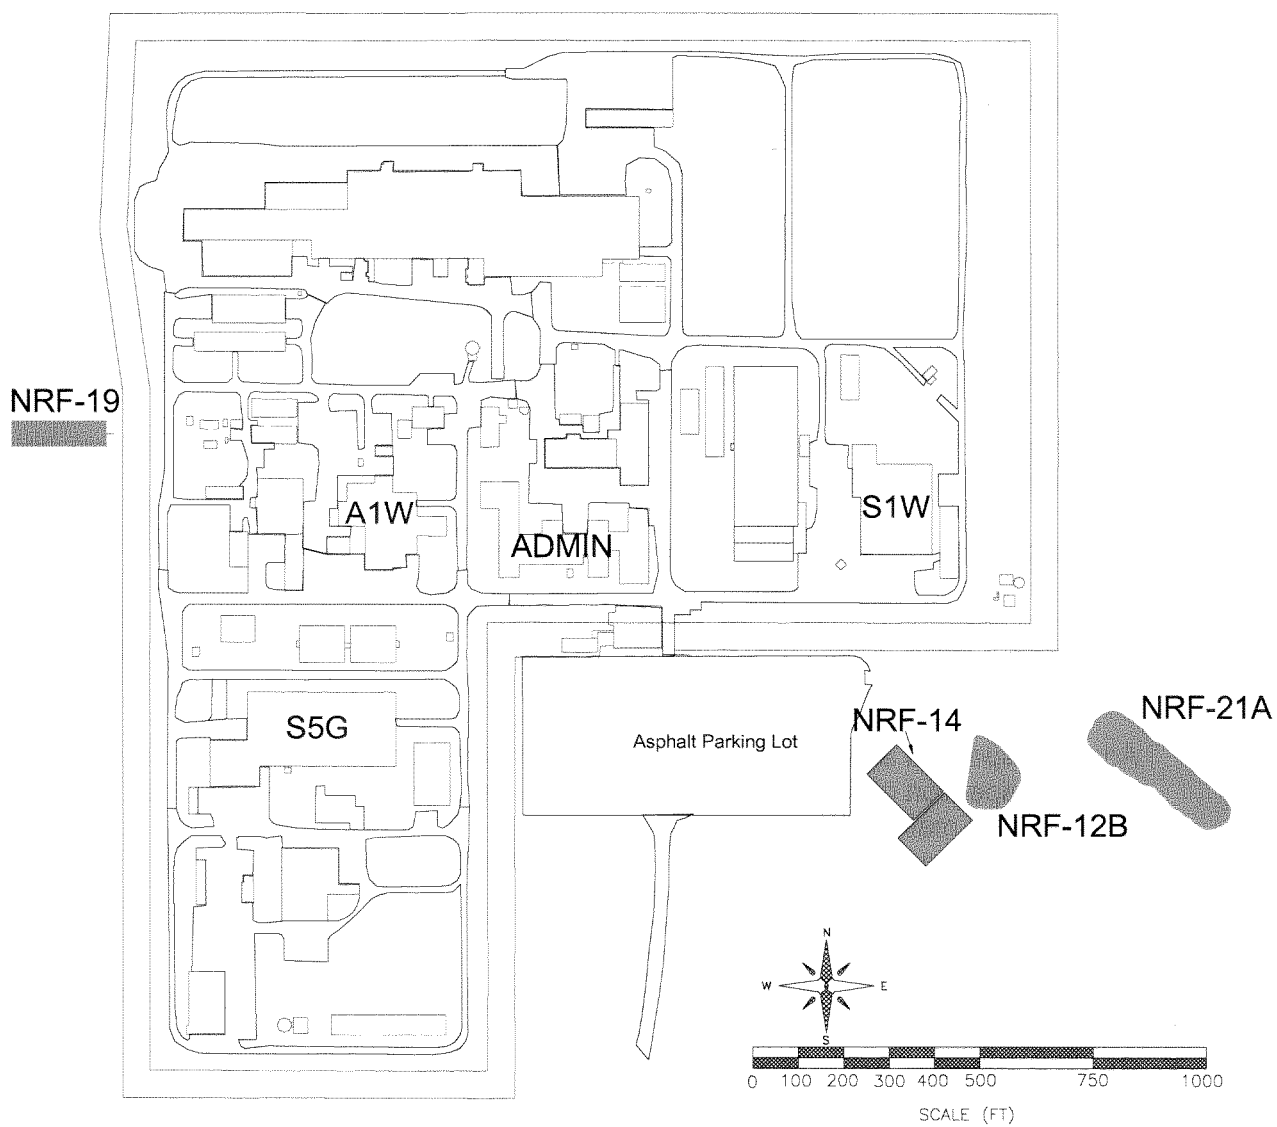 NRF-19
A1W
ADMIN
S1W
S5G
Asphalt Parking Lot
NRF-14
NRF-21A
NRF-12B
N
W
E
S
0 100 200 300 400 500 750 1000
SCALE (FT)